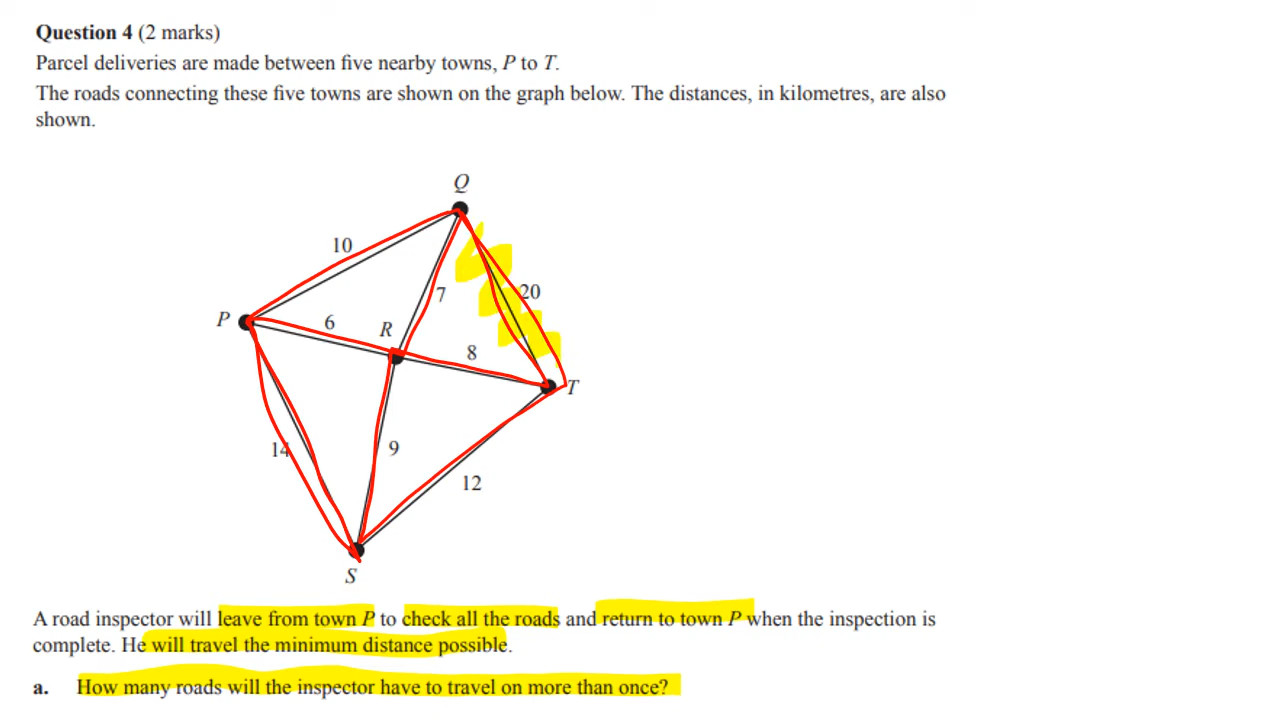 Question 4 (2 marks)
Parcel deliveries are made between five nearby towns, P to T.
The roads connecting these five towns are shown on the graph below. The distances, in kilometres, are also
shown.
Q
10
7
20
P
6
R
8
T
14
9
12
S
A road inspector will leave from town P to check all the roads and return to town P when the inspection is
complete. He will travel the minimum distance possible.
a. How many roads will the inspector have to travel on more than once?